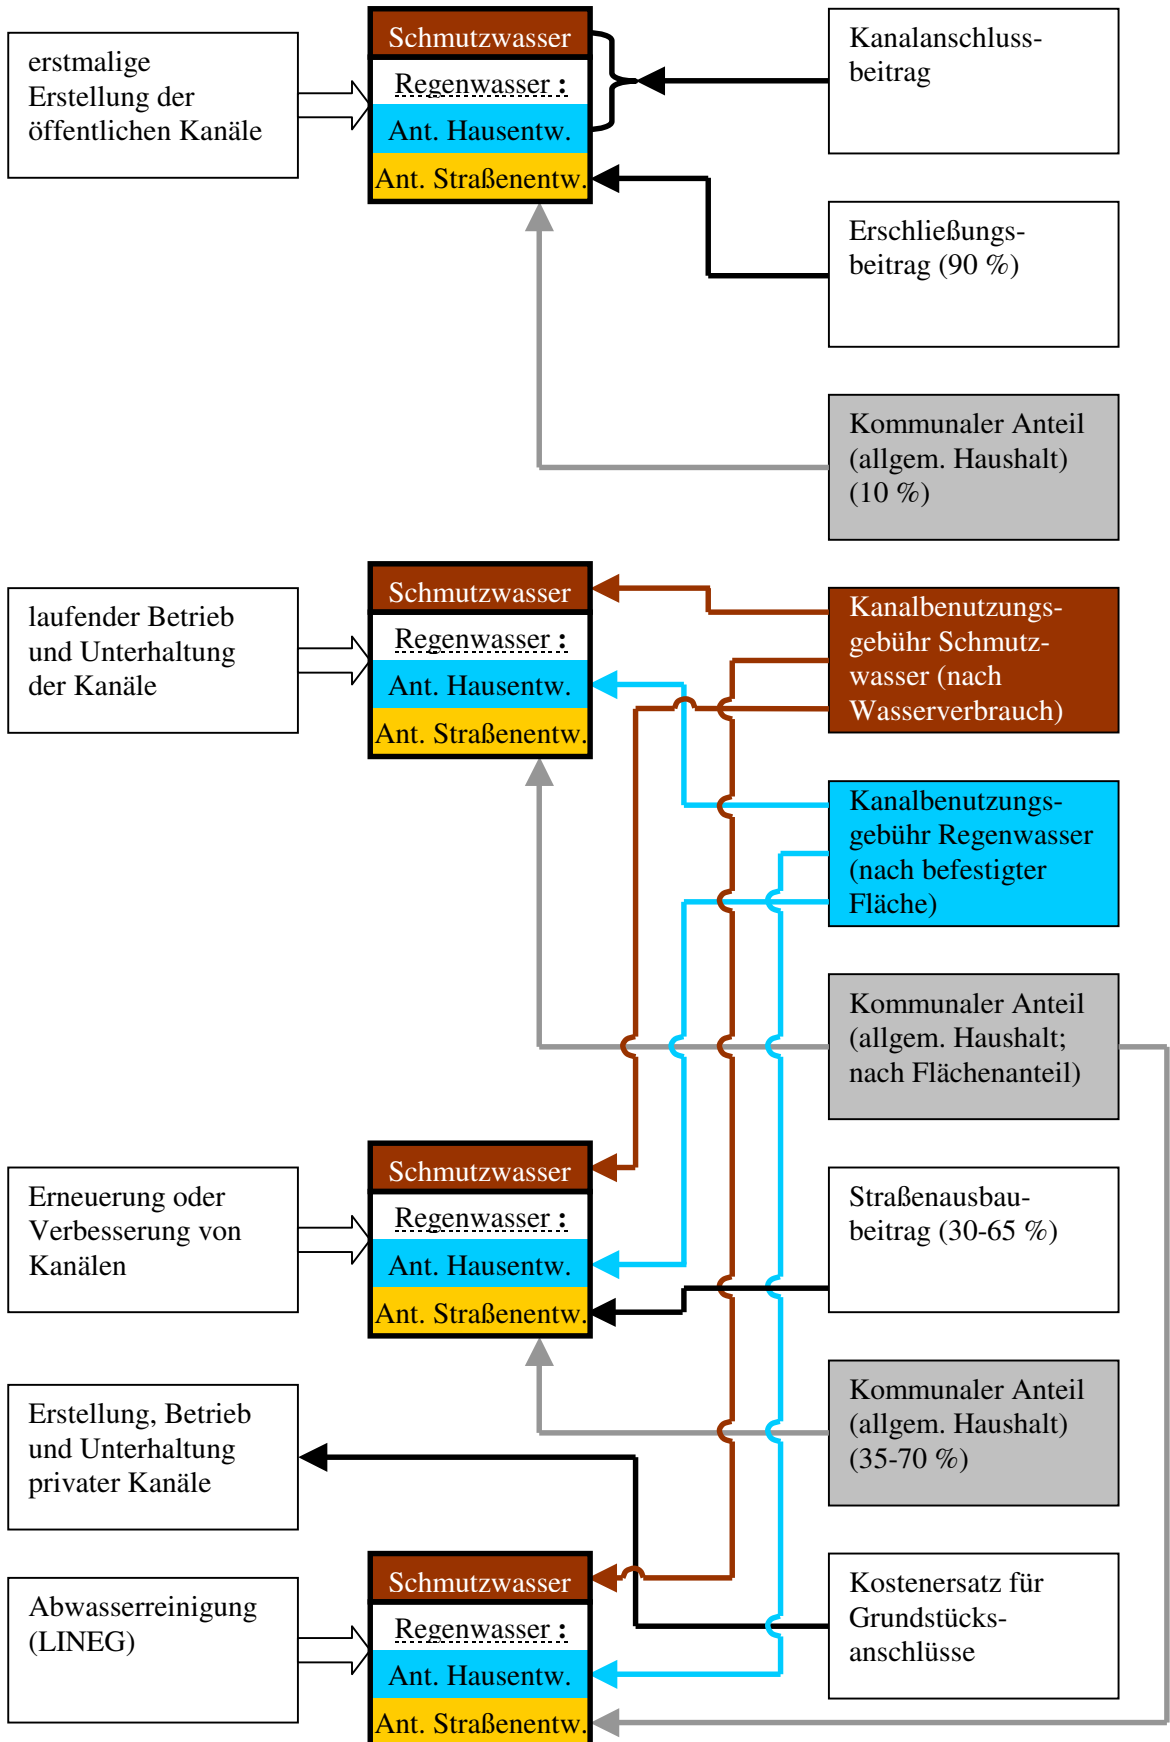 erstmalige
Erstellung der
öffentlichen Kanäle
Schmutzwasser
Regenwasser :
Ant. Hausentw.
Ant. Straßenentw.
Kanalanschluss-
beitrag
Erschließungs-
beitrag (90 %)
Kommunaler Anteil
(allgem. Haushalt)
(10 %)
laufender Betrieb
und Unterhaltung
der Kanäle
Schmutzwasser
Regenwasser :
Ant. Hausentw.
Ant. Straßenentw.
Kanalbenutzungs-
gebühr Schmutz-
wasser (nach
Wasserverbrauch)
Kanalbenutzungs-
gebühr Regenwasser
(nach befestigter
Fläche)
Kommunaler Anteil
(allgem. Haushalt;
nach Flächenanteil)
Erneuerung oder
Verbesserung von
Kanälen
Schmutzwasser
Regenwasser :
Ant. Hausentw.
Ant. Straßenentw.
Straßenausbau-
beitrag (30-65 %)
Kommunaler Anteil
(allgem. Haushalt)
(35-70 %)
Erstellung, Betrieb
und Unterhaltung
privater Kanäle
Abwasserreinigung
(LINEG)
Schmutzwasser
Regenwasser :
Ant. Hausentw.
Ant. Straßenentw.
Kostenersatz für
Grundstücks-
anschlüsse